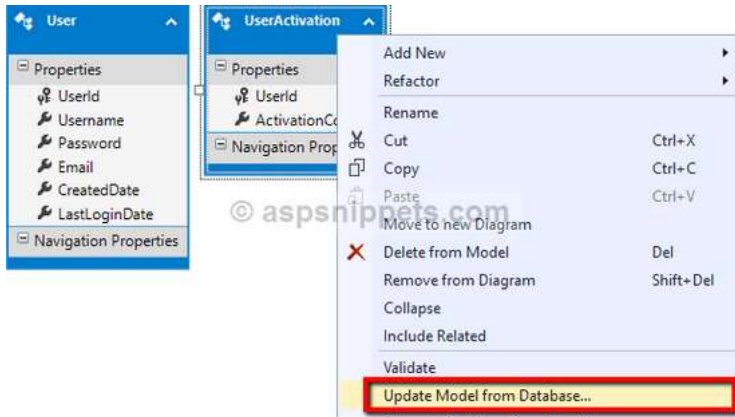 User
Properties
UserId
Username
Password
Email
CreatedDate
LastLoginDate
Navigation Properties
UserActivation
Properties
UserId
ActivationCo
Navigation Prop
Add New
Refactor
Rename
Cut Ctrl+X
Copy Ctrl+C
Paste Ctrl+V
Move to new Diagram
Delete from Model Del
Remove from Diagram Shift+Del
Collapse
Include Related
Validate
Update Model from Database...
© aspsnippets.com